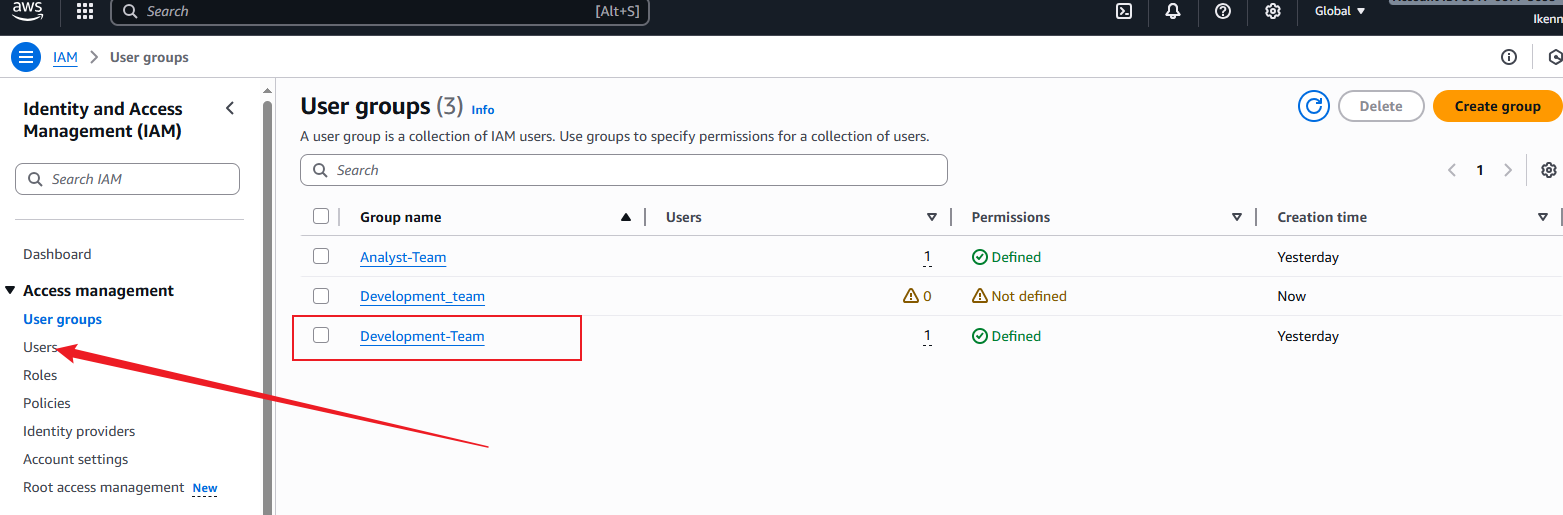 aws
Search [Alt+S]
Global
Ikenn
IAM > User groups
Identity and Access
Management (IAM)
Search IAM
Dashboard
Access management
User groups
Users
Roles
Policies
Identity providers
Account settings
Root access management New
User groups (3) Info
Delete
Create group
A user group is a collection of IAM users. Use groups to specify permissions for a collection of users.
Search
1
Group name Users Permissions Creation time
Analyst-Team 1 Defined Yesterday
Development_team 0 Not defined Now
Development-Team 1 Defined Yesterday